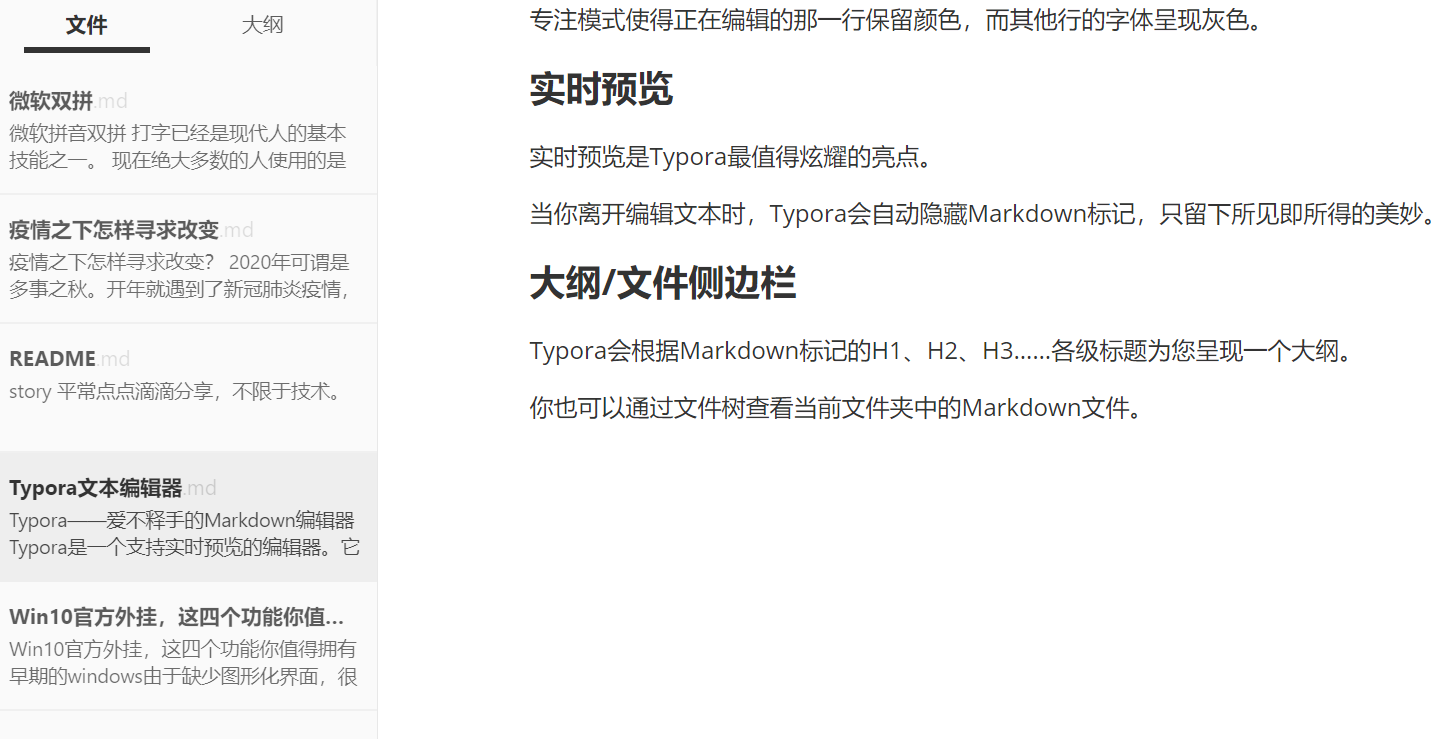 文件
大纲
微软双拼.md
微软拼音双拼 打字已经是现代人的基本
技能之一。 现在绝大多数的人使用的是
疫情之下怎样寻求改变.md
疫情之下怎样寻求改变？ 2020年可谓是
多事之秋。开年就遇到了新冠肺炎疫情，
README.md
story 平常点点滴滴分享，不限于技术。
Typora文本编辑器.md
Typora——爱不释手的Markdown编辑器
Typora是一个支持实时预览的编辑器。它
Win10官方外挂，这四个功能你值...
Win10官方外挂，这四个功能你值得拥有
早期的windows由于缺少图形化界面，很
专注模式使得正在编辑的那一行保留颜色，而其他行的字体呈现灰色。
实时预览
实时预览是Typora最值得炫耀的亮点。
当你离开编辑文本时，Typora会自动隐藏Markdown标记，只留下所见即所得的美妙。
大纲/文件侧边栏
Typora会根据Markdown标记的H1、H2、H3……各级标题为您呈现一个大纲。
你也可以通过文件树查看当前文件夹中的Markdown文件。